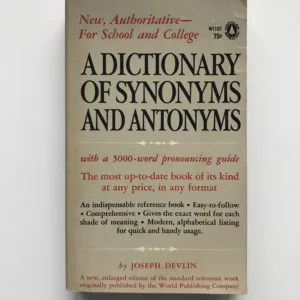 New, Authoritative—
For School and College
W1107
75¢
A DICTIONARY
OF SYNONYMS
AND ANTONYMS
with a 5000-word pronouncing guide
The most up-to-date book of its kind
at any price, in any format
An indispensable reference book • Easy-to-follow
• Comprehensive • Gives the exact word for each
shade of meaning • Modern, alphabetical listing
for quick and handy usage.
by JOSEPH DEVLIN
A new, enlarged edition of the standard reference work
originally published by the World Publishing Company